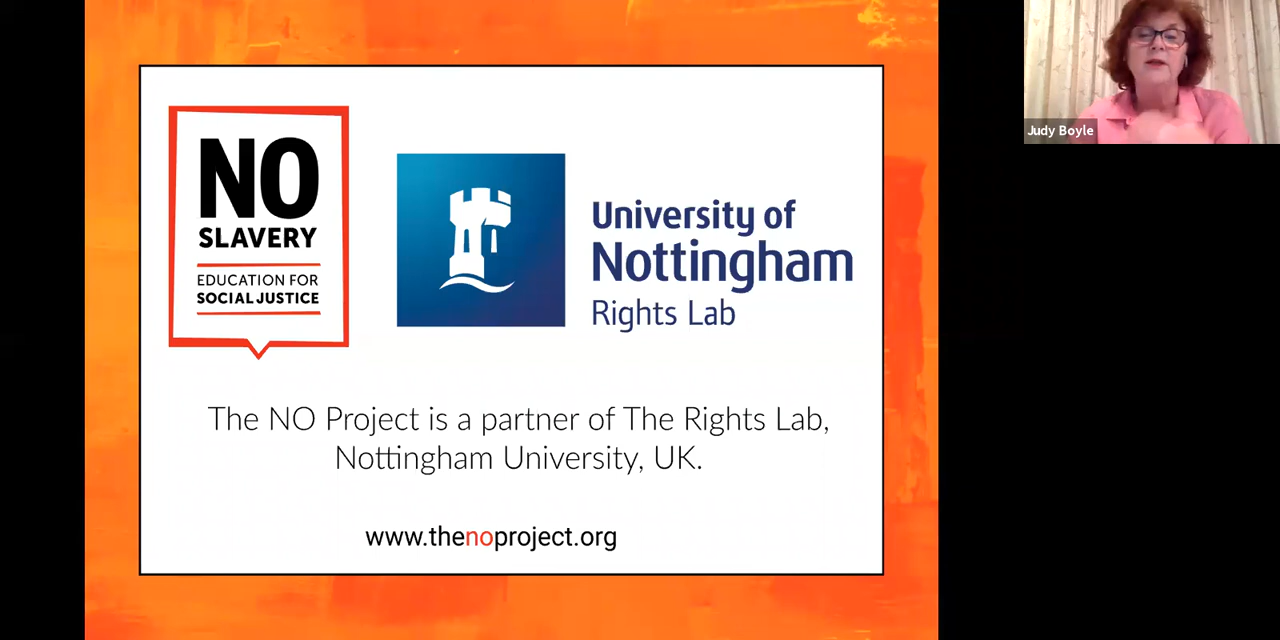 NO
SLAVERY
EDUCATION FOR
SOCIAL JUSTICE
University of
Nottingham
Rights Lab
The NO Project is a partner of The Rights Lab,
Nottingham University, UK.
www.thenoproject.org
Judy Boyle